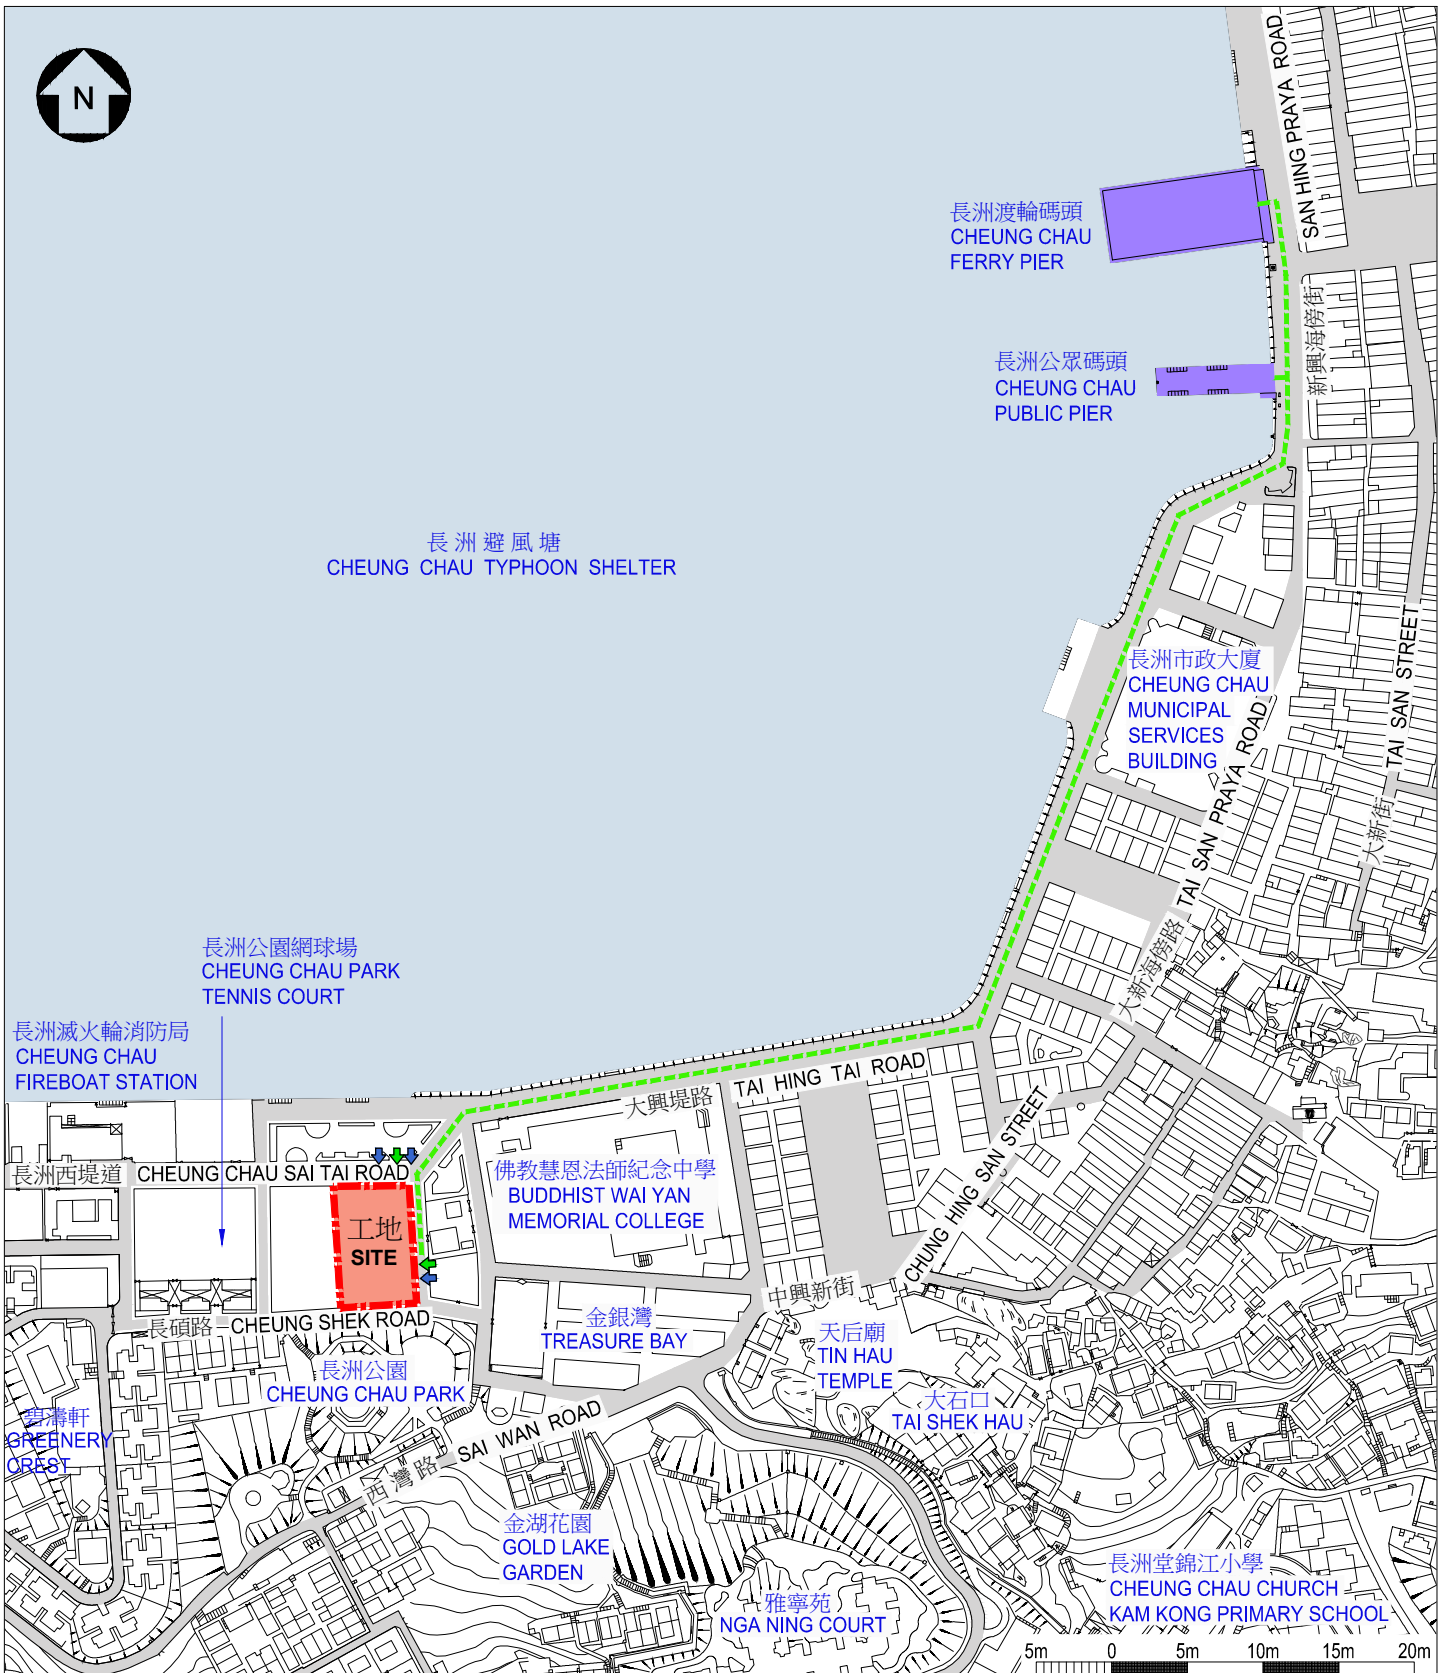 N
SAN HING PRAYA ROAD
長洲渡輪碼頭
CHEUNG CHAU
FERRY PIER
新興海傍街
長洲公眾碼頭
CHEUNG CHAU
PUBLIC PIER
長洲避風塘
CHEUNG CHAU TYPHOON SHELTER
長洲市政大廈
CHEUNG CHAU
MUNICIPAL
SERVICES
BUILDING
TAI SAN STREET
大新街
TAI SAN PRAYA ROAD
大新海傍路
長洲公園網球場
CHEUNG CHAU PARK
TENNIS COURT
長洲滅火輪消防局
CHEUNG CHAU
FIREBOAT STATION
TAI HING TAI ROAD
大興堤路
CHUNG HING SAN STREET
中興新街
長洲西堤道
CHEUNG CHAU SAI TAI ROAD
佛教慧恩法師紀念中學
BUDDHIST WAI YAN
MEMORIAL COLLEGE
工地
SITE
長碩路
CHEUNG SHEK ROAD
金銀灣
TREASURE BAY
天后廟
TIN HAU
TEMPLE
長洲公園
CHEUNG CHAU PARK
大石口
TAI SHEK HAU
碧濤軒
GREENERY
CREST
西灣路
SAI WAN ROAD
金湖花園
GOLD LAKE
GARDEN
雅寧苑
NGA NING COURT
長洲堂錦江小學
CHEUNG CHAU CHURCH
KAM KONG PRIMARY SCHOOL
5m 0 5m 10m 15m 20m